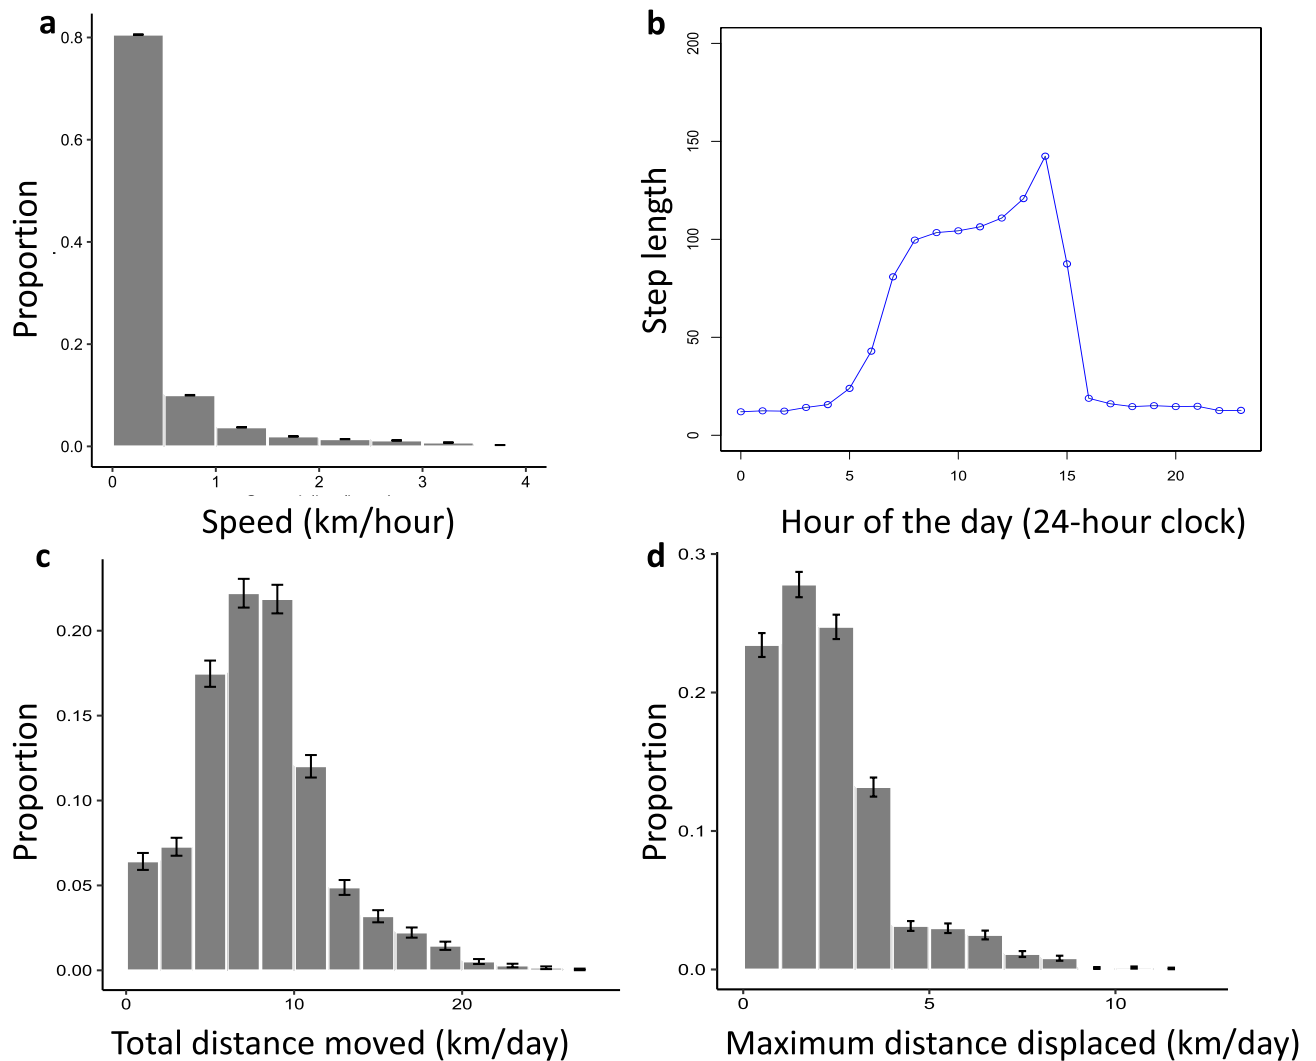 a
0.8
0.6
0.4
0.2
0.0
Proportion
0 1 2 3 4
Speed (km/hour)
b
200
150
100
50
0
Step length
0 5 10 15 20
Hour of the day (24-hour clock)
c
0.20
0.15
0.10
0.05
0.00
Proportion
0 10 20
Total distance moved (km/day)
d
0.3
0.2
0.1
0.0
Proportion
0 5 10
Maximum distance displaced (km/day)